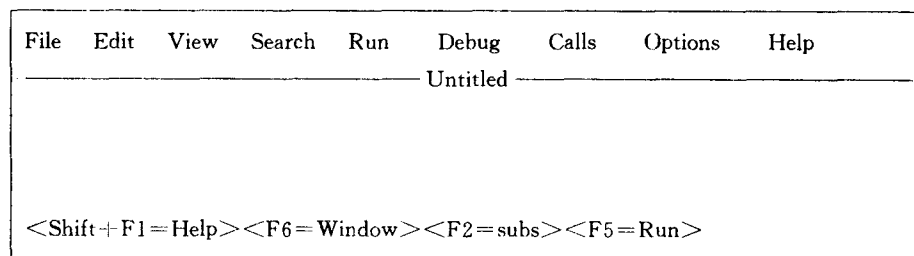 File Edit View Search Run Debug Calls Options Help
Untitled
<Shift+F1=Help><F6=Window><F2=subs><F5=Run>